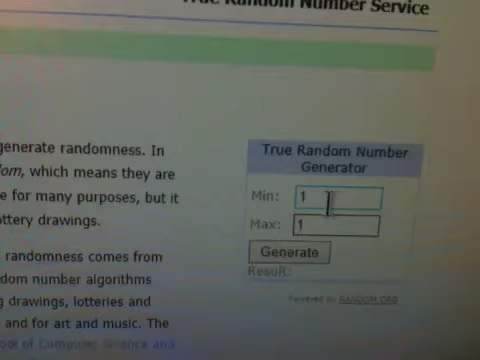 True Random Number Service
generate randomness. In
dom, which means they are
e for many purposes, but it
ottery drawings.
randomness comes from
dom number algorithms
g drawings, lotteries and
and for art and music. The
ool of Computer Science and
True Random Number
Generator
Min: 1
Max: 1
Generate
Result:
Powered by RANDOM.ORG